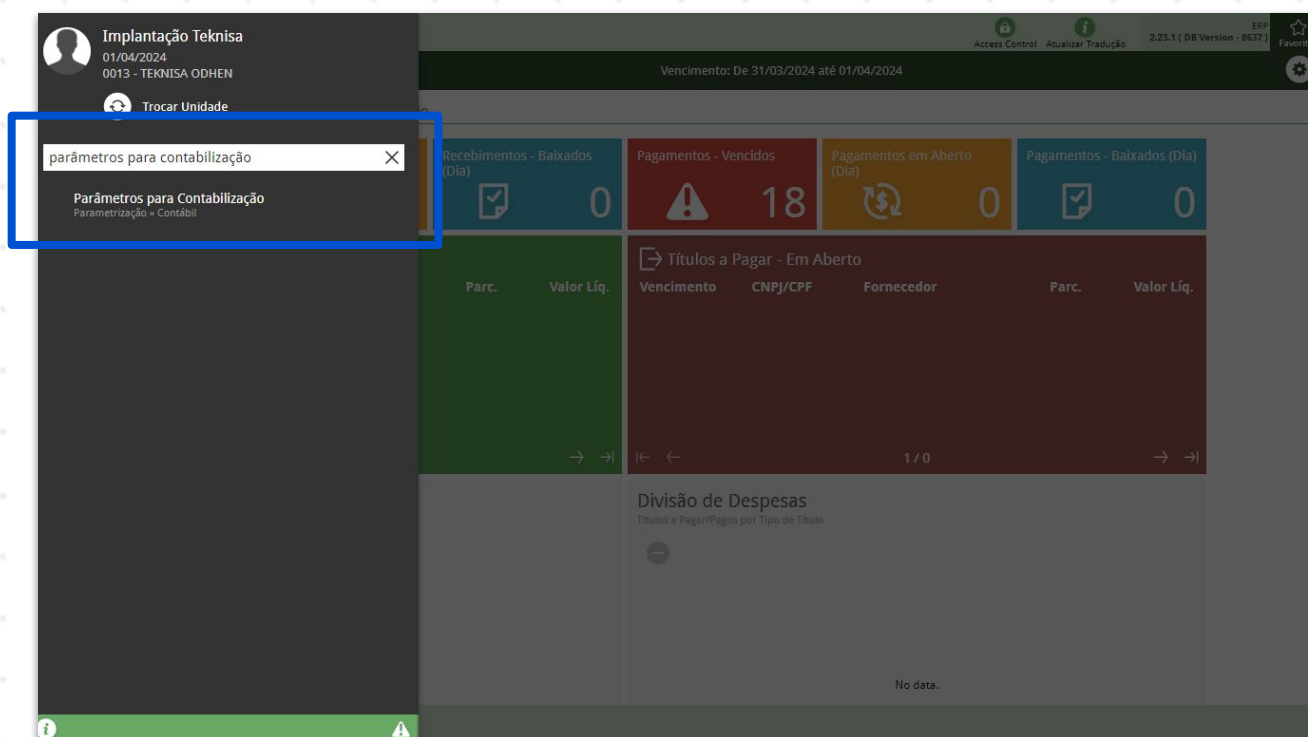 Implantação Teknisa
01/04/2024
0013 - TEKNISA ODHEN
Trocar Unidade
parâmetros para contabilização
Parâmetros para Contabilização
Parametrização » Contábil
Access Control
Atualizar Tradução
ERP
2.23.1 ( DB Version - 8637 )
Favorit
Vencimento: De 31/03/2024 até 01/04/2024
Recebimentos - Baixados
(Dia)
0
Pagamentos - Vencidos
18
Pagamentos em Aberto
(Dia)
0
Pagamentos - Baixados (Dia)
0
Parc. Valor Líq.
Títulos a Pagar - Em Aberto
Vencimento CNPJ/CPF Fornecedor Parc. Valor Líq.
1 / 0
Divisão de Despesas
Títulos a Pagar/Pagos por Tipo de Título
No data.